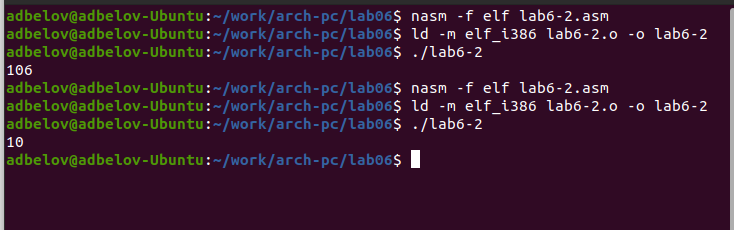 adbelov@adbelov-Ubuntu:~/work/arch-pc/lab06$ nasm -f elf lab6-2.asm
adbelov@adbelov-Ubuntu:~/work/arch-pc/lab06$ ld -m elf_i386 lab6-2.o -o lab6-2
adbelov@adbelov-Ubuntu:~/work/arch-pc/lab06$ ./lab6-2
106
adbelov@adbelov-Ubuntu:~/work/arch-pc/lab06$ nasm -f elf lab6-2.asm
adbelov@adbelov-Ubuntu:~/work/arch-pc/lab06$ ld -m elf_i386 lab6-2.o -o lab6-2
adbelov@adbelov-Ubuntu:~/work/arch-pc/lab06$ ./lab6-2
10
adbelov@adbelov-Ubuntu:~/work/arch-pc/lab06$